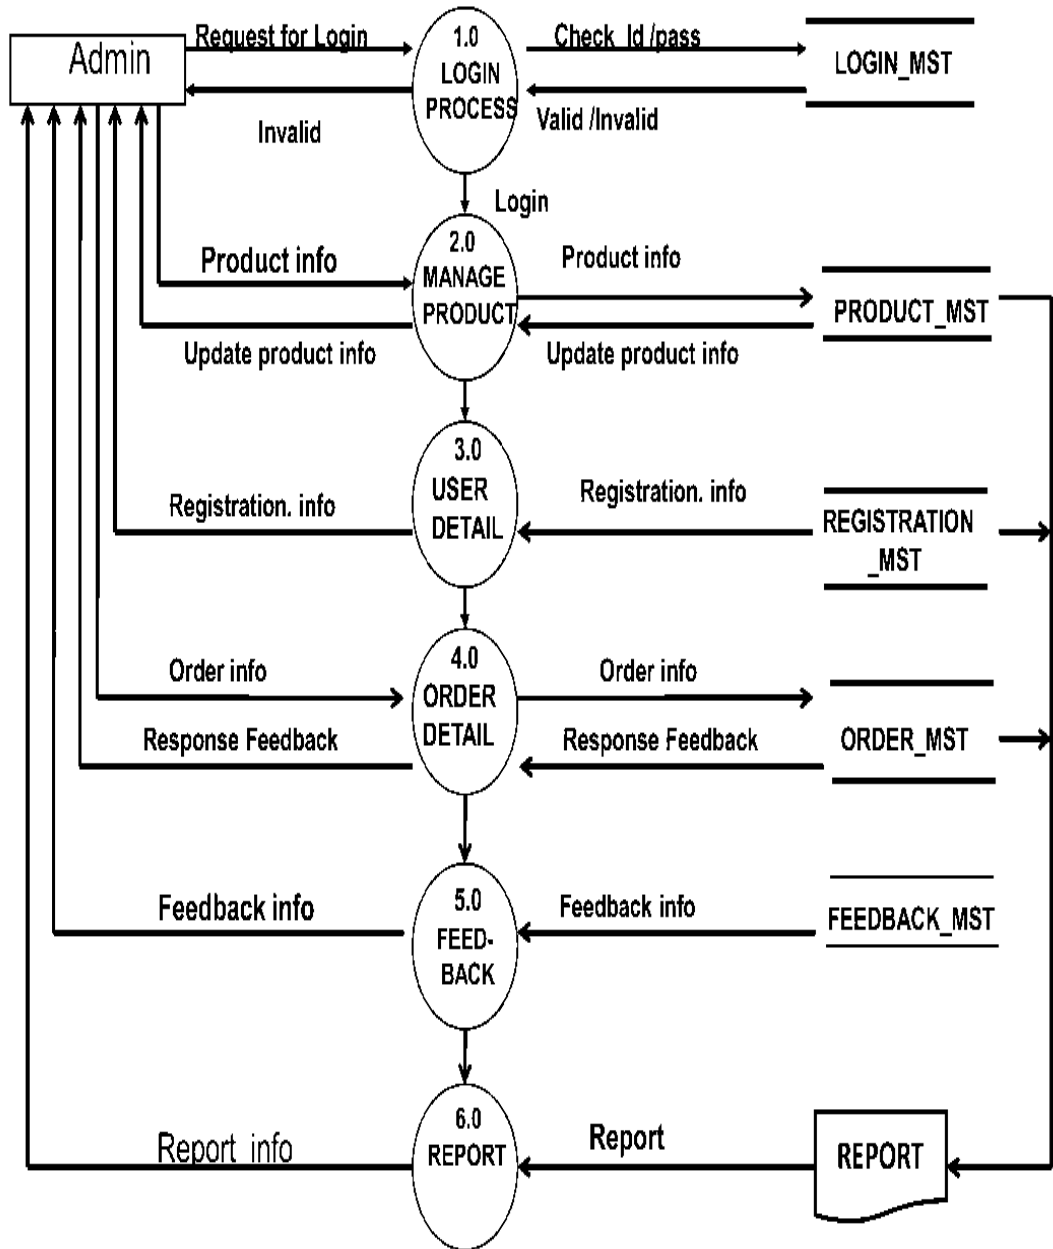 Request for Login
1.0
Check_Id /pass
Admin
LOGIN
PROCESS
LOGIN_MST
Invalid
Valid /Invalid
Login
2.0
Product info
MANAGE
Product info
PRODUCT
PRODUCT_MST
Update product info
Update product info
3.0
USER
DETAIL
Registration. info
Registration. info
REGISTRATION
_MST
4.0
Order info
Order info
ORDER
DETAIL
Response Feedback
Response Feedback
ORDER_MST
5.0
FEED-
BACK
Feedback info
Feedback info
FEEDBACK_MST
6.0
REPORT
Report info
Report
REPORT